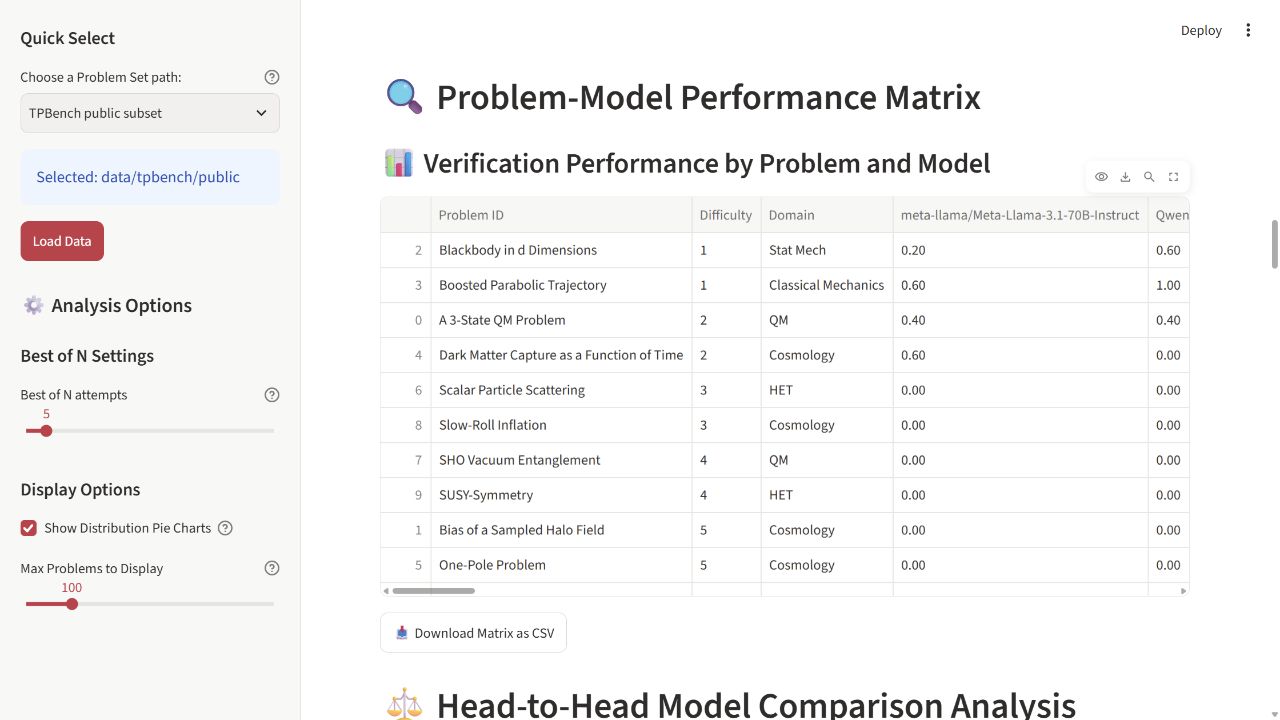 Quick Select
Choose a Problem Set path:
TPBench public subset
Selected: data/tpbench/public
Load Data
Analysis Options
Best of N Settings
Best of N attempts
5
Display Options
Show Distribution Pie Charts
Max Problems to Display
100
Deploy
Problem-Model Performance Matrix
Verification Performance by Problem and Model
Problem ID Difficulty Domain meta-llama/Meta-Llama-3.1-70B-Instruct Qwen
2 Blackbody in d Dimensions 1 Stat Mech 0.20 0.60
3 Boosted Parabolic Trajectory 1 Classical Mechanics 0.60 1.00
0 A 3-State QM Problem 2 QM 0.40 0.40
4 Dark Matter Capture as a Function of Time 2 Cosmology 0.60 0.00
6 Scalar Particle Scattering 3 HET 0.00 0.00
8 Slow-Roll Inflation 3 Cosmology 0.00 0.00
7 SHO Vacuum Entanglement 4 QM 0.00 0.00
9 SUSY-Symmetry 4 HET 0.00 0.00
1 Bias of a Sampled Halo Field 5 Cosmology 0.00 0.00
5 One-Pole Problem 5 Cosmology 0.00 0.00
Download Matrix as CSV
Head-to-Head Model Comparison Analysis